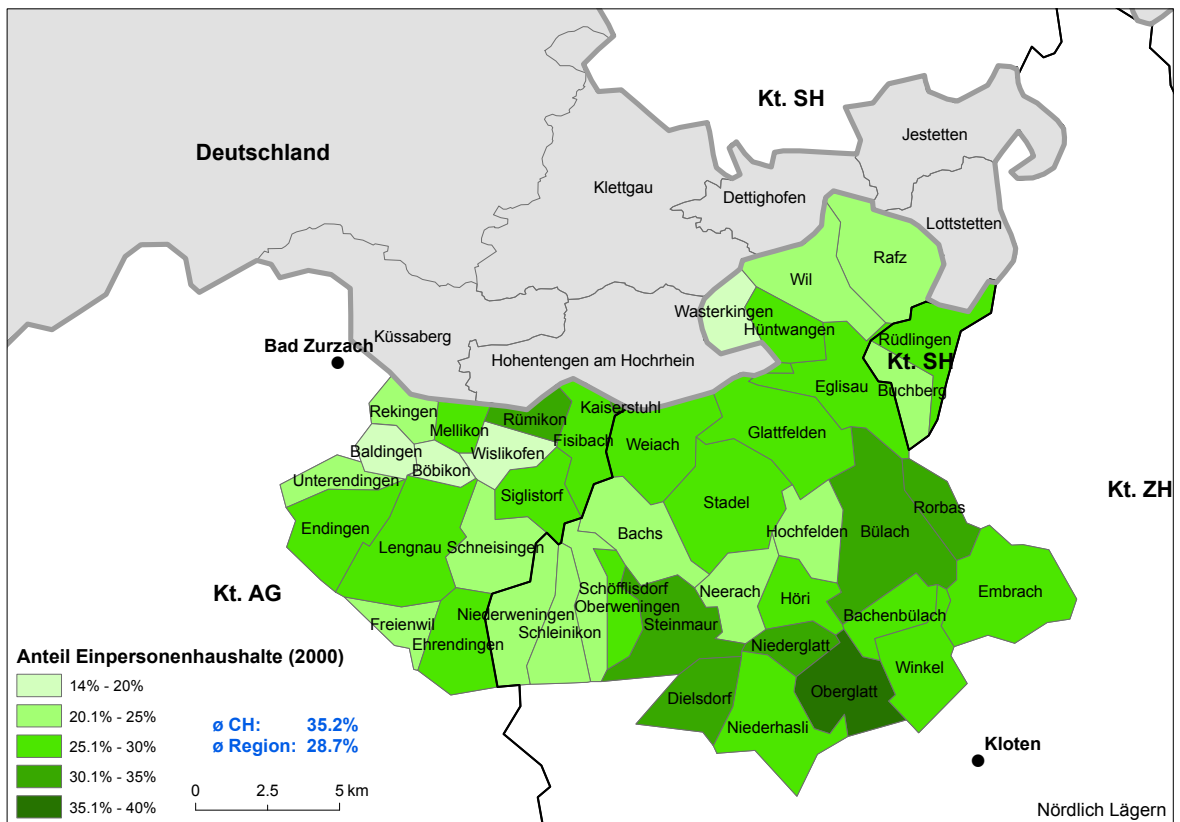 Kt. SH
Jestetten
Deutschland
Klettgau
Dettighofen
Lottstetten
Rafz
Wil
Wasterkingen
Hüntwangen
Küssaberg
Rüdlingen
Bad Zurzach
Hohentengen am Hochrhein
Kt. SH
Eglisau
Buchberg
Rekingen
Kaiserstuhl
Mellikon
Rümikon
Glattfelden
Fisibach
Weiach
Baldingen
Wislikofen
Böbikon
Unterendingen
Kt. ZH
Siglistorf
Stadel
Rorbas
Endingen
Bachs
Hochfelden
Bülach
Lengnau
Schneisingen
Kt. AG
Schöfflisdorf
Neerach
Höri
Embrach
Oberweningen
Niederweningen
Bachenbülach
Freienwil
Schleinikon
Steinmaur
Ehrendingen
Niederglatt
Anteil Einpersonenhaushalte (2000)
Winkel
14% - 20%
Oberglatt
Dielsdorf
20.1% - 25%
ø CH: 35.2%
Niederhasli
25.1% - 30%
ø Region: 28.7%
Kloten
30.1% - 35%
0 2.5 5 km
35.1% - 40%
Nördlich Lägern